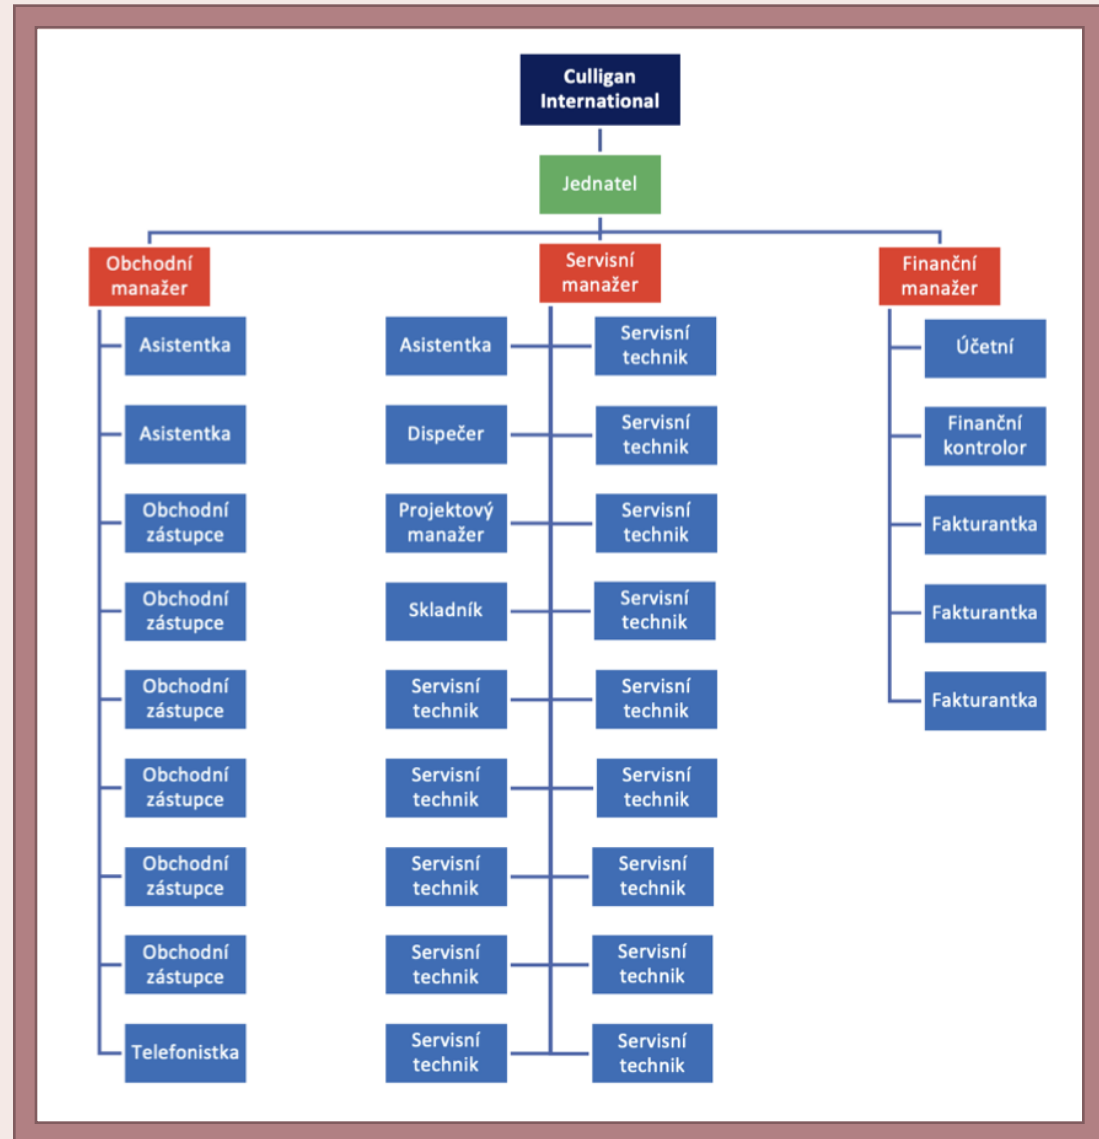 Culligan
International
Jednatel
Obchodní
manažer
Servisní
manažer
Finanční
manažer
Asistentka
Asistentka
Obchodní
zástupce
Obchodní
zástupce
Obchodní
zástupce
Obchodní
zástupce
Obchodní
zástupce
Obchodní
zástupce
Telefonistka
Asistentka
Dispečer
Projektový
manažer
Skladník
Servisní
technik
Servisní
technik
Servisní
technik
Servisní
technik
Servisní
technik
Servisní
technik
Servisní
technik
Servisní
technik
Servisní
technik
Servisní
technik
Servisní
technik
Servisní
technik
Servisní
technik
Servisní
technik
Účetní
Finanční
kontrolor
Fakturantka
Fakturantka
Fakturantka